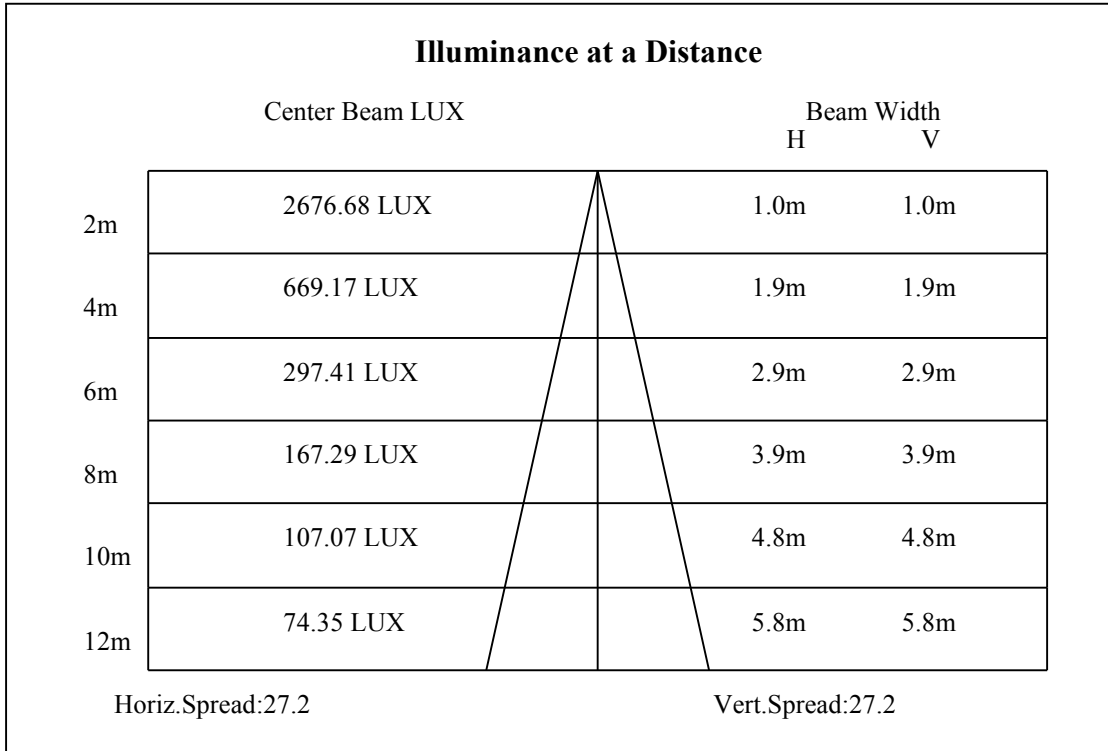 Illuminance at a Distance
Center Beam LUX Beam Width
H V
2m 2676.68 LUX 1.0m 1.0m
4m 669.17 LUX 1.9m 1.9m
6m 297.41 LUX 2.9m 2.9m
8m 167.29 LUX 3.9m 3.9m
10m 107.07 LUX 4.8m 4.8m
12m 74.35 LUX 5.8m 5.8m
Horiz.Spread:27.2 Vert.Spread:27.2